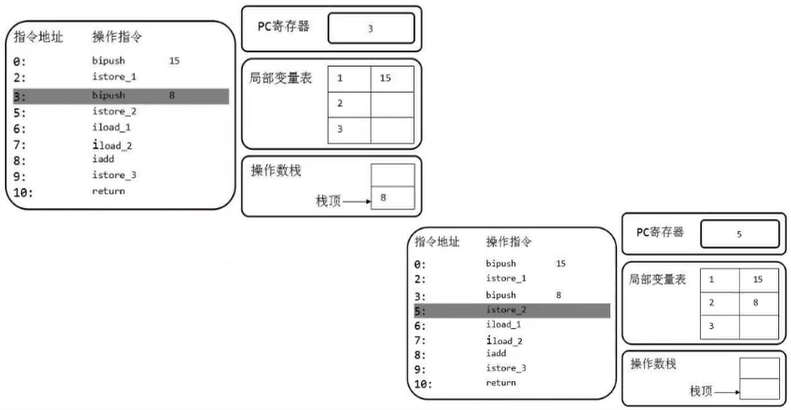 指令地址 操作指令
0: bipush 15
2: istore_1
3: bipush 8
5: istore_2
6: iload_1
7: iload_2
8: iadd
9: istore_3
10: return
PC寄存器 3
局部变量表 1 15
2
3
操作数栈
栈顶 8
指令地址 操作指令
0: bipush 15
2: istore_1
3: bipush 8
5: istore_2
6: iload_1
7: iload_2
8: iadd
9: istore_3
10: return
PC寄存器 5
局部变量表 1 15
2 8
3
操作数栈
栈顶